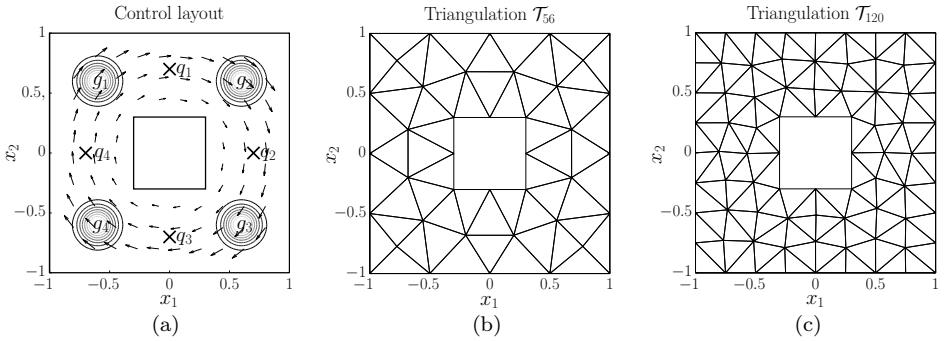 Control layout
1
0.5
0
−0.5
−1
−1
−0.5
0
0.5
1
x₂
x₁
g₁
g₂
g₃
g₄
q₁
q₂
q₃
q₄
(a)
Triangulation 𝒯₅₆
1
0.5
0
−0.5
−1
−1
−0.5
0
0.5
1
x₂
x₁
(b)
Triangulation 𝒯₁₂₀
1
0.5
0
−0.5
−1
−1
−0.5
0
0.5
1
x₂
x₁
(c)